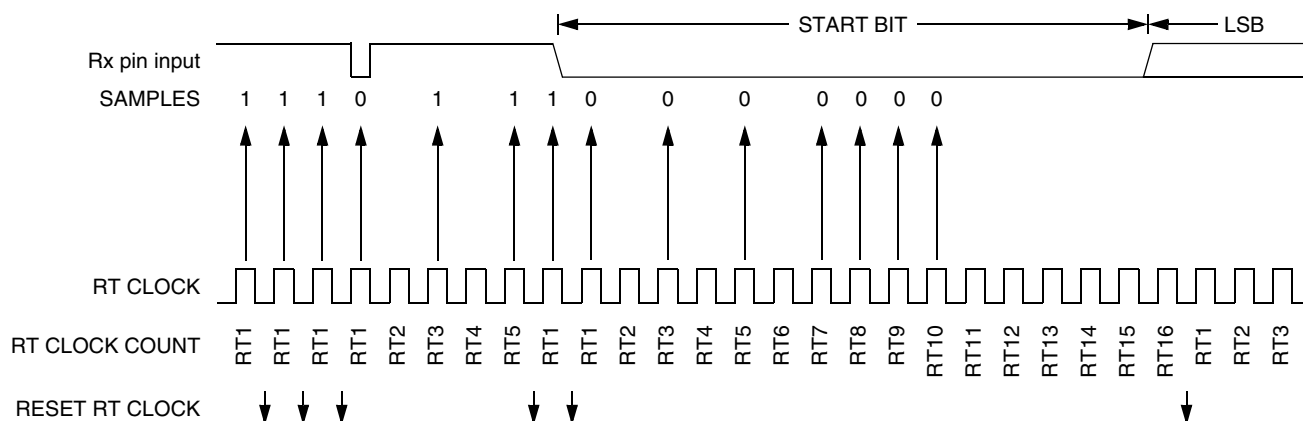 START BIT LSB
Rx pin input
SAMPLES 1 1 1 0 1 1 1 0 0 0 0 0 0 0
RT CLOCK
RT CLOCK COUNT RT1 RT1 RT1 RT1 RT2 RT3 RT4 RT5 RT1 RT1 RT2 RT3 RT4 RT5 RT6 RT7 RT8 RT9 RT10 RT11 RT12 RT13 RT14 RT15 RT16 RT1 RT2 RT3
RESET RT CLOCK